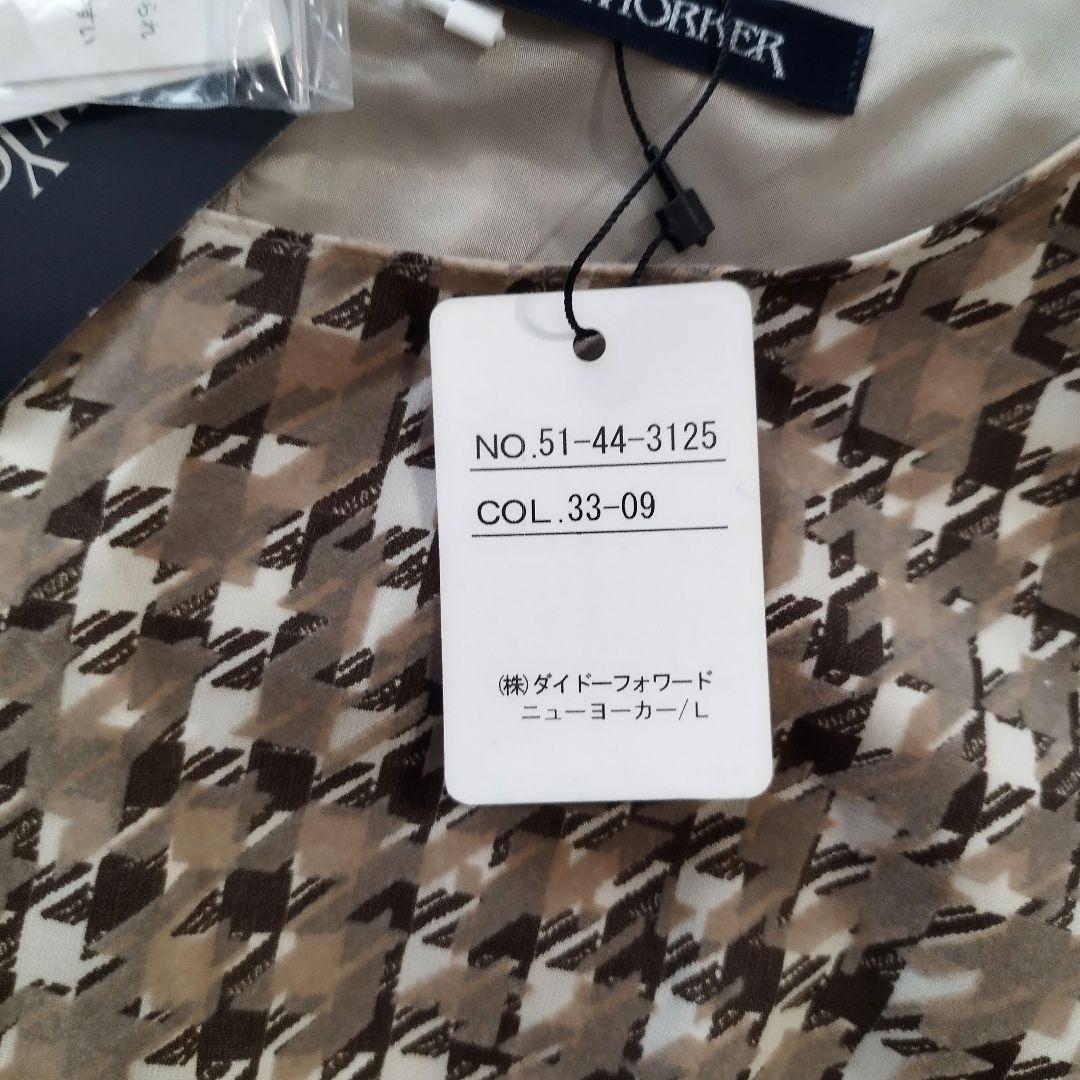 ORKER
NO.51-44-3125
COL.33-09
(株)ダイドーフォワード
ニューヨーカー/L